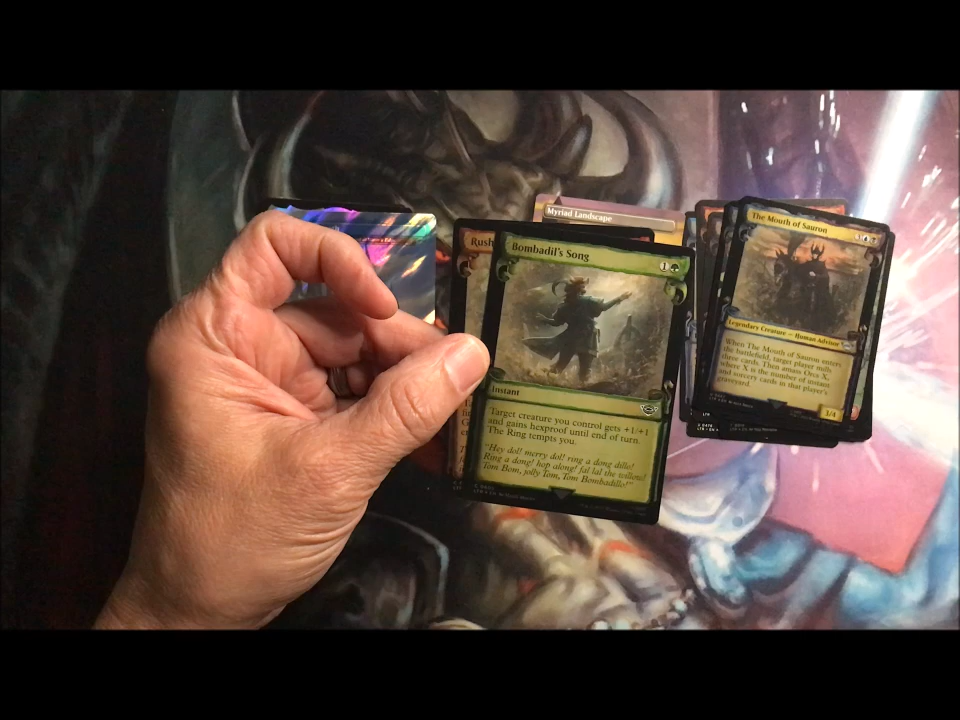 Myriad Landscape
Rush
Bombadil's Song
1
Instant
Target creature you control gets +1/+1
and gains hexproof until end of turn.
The Ring tempts you.
"Hey dol! merry dol! ring a dong dillo!
Ring a dong! hop along! fal lal the willow!
Tom Bom, jolly Tom, Tom Bombadillo!"
The Mouth of Sauron
Legendary Creature — Human Advisor
When The Mouth of Sauron enters
the battlefield, target player mills
three cards. Then amass Orcs X,
where X is the number of instant
and sorcery cards in that player's
graveyard.
3/4